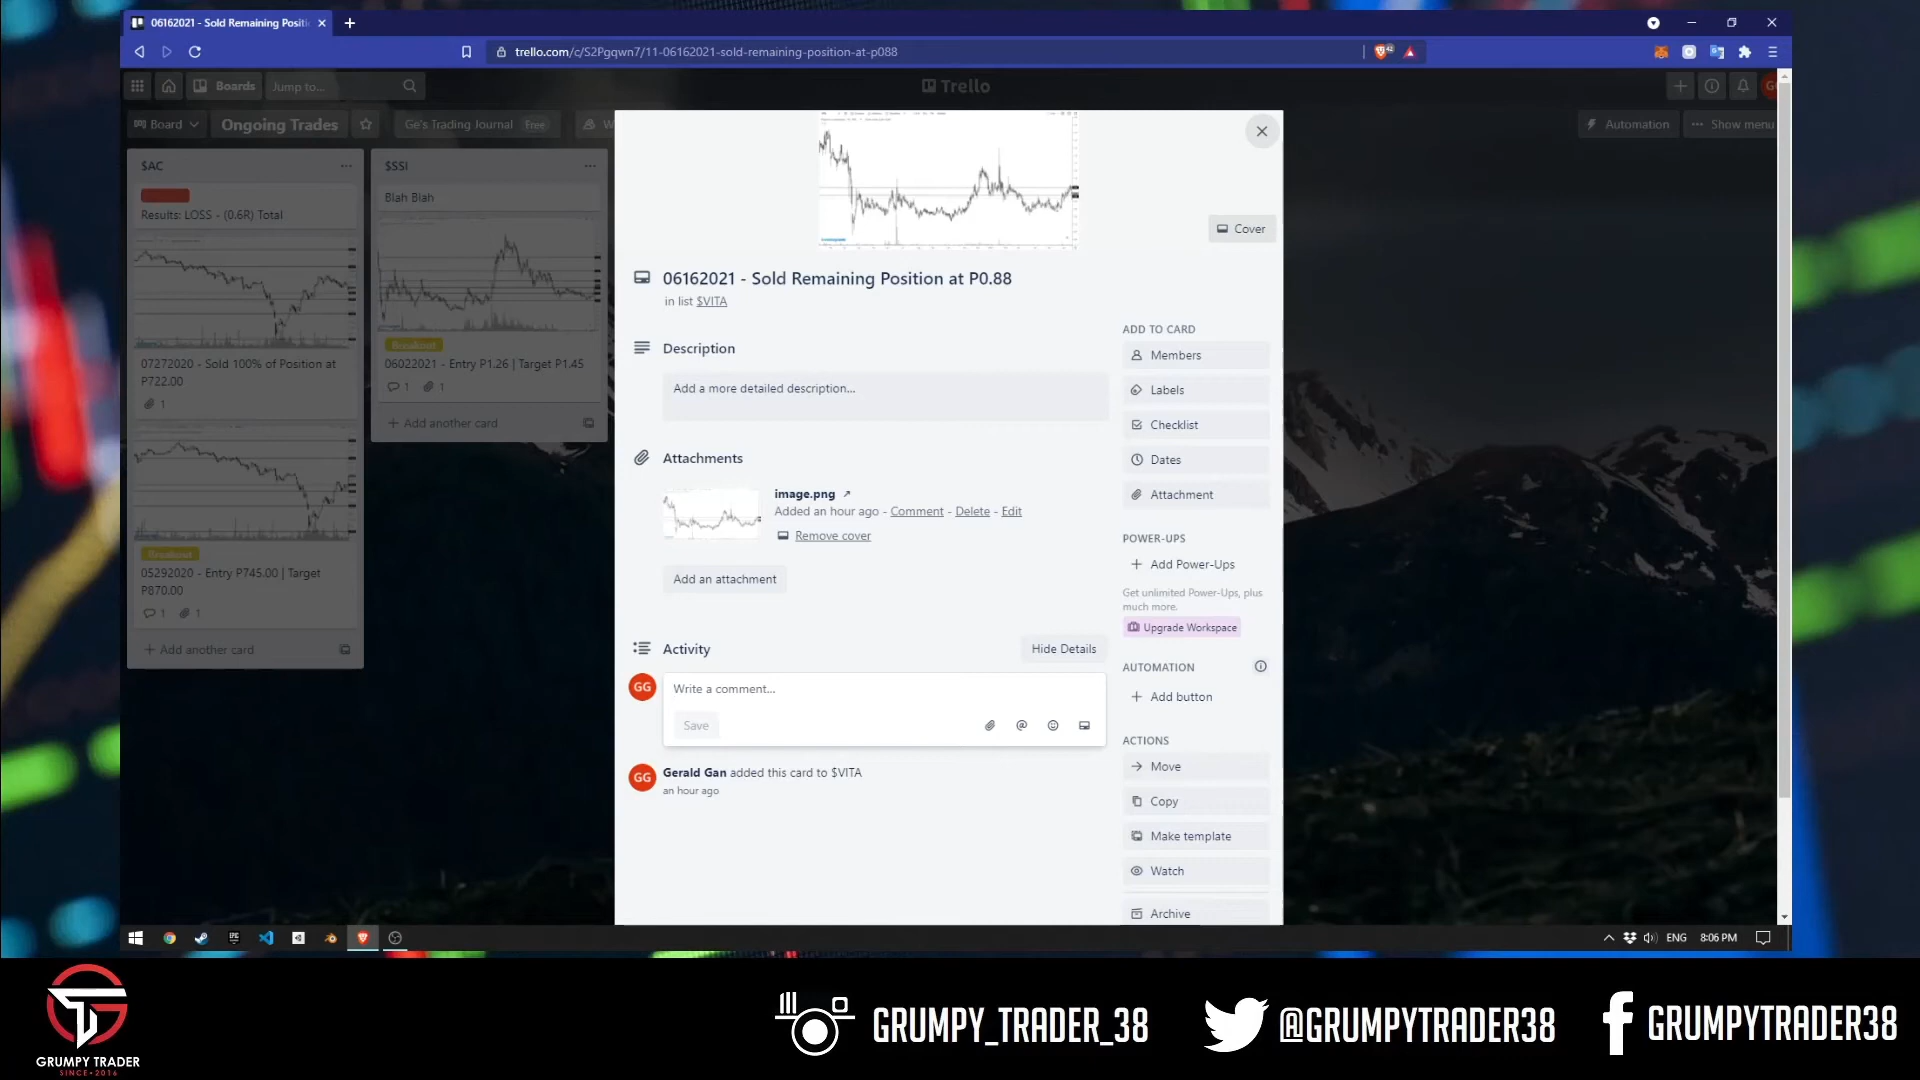 06162021 - Sold Remaining Positi
trello.com/c/S2Pgqwn7/11-06162021-sold-remaining-position-at-p088
42
Boards
Jump to...
Trello
GG
Board
Ongoing Trades
Ge's Trading Journal
Free
Automation
Show menu
$AC
Results: LOSS - (0.6R) Total
07272020 - Sold 100% of Position at
P722.00
1
Breakout
05292020 - Entry P745.00 | Target
P870.00
1
1
Add another card
$SSI
Blah Blah
Breakout
06022021 - Entry P1.26 | Target P1.45
1
1
Add another card
Cover
06162021 - Sold Remaining Position at P0.88
in list $VITA
Description
Add a more detailed description...
Attachments
image.png
Added an hour ago - Comment - Delete - Edit
Remove cover
Add an attachment
Activity
Hide Details
GG
Write a comment...
Save
GG
Gerald Gan added this card to $VITA
an hour ago
ADD TO CARD
Members
Labels
Checklist
Dates
Attachment
POWER-UPS
Add Power-Ups
Get unlimited Power-Ups, plus
much more.
Upgrade Workspace
AUTOMATION
Add button
ACTIONS
Move
Copy
Make template
Watch
Archive
EPIC
ENG
8:06 PM
GRUMPY TRADER
SINCE • 2016
GRUMPY_TRADER_38
@GRUMPYTRADER38
GRUMPYTRADER38